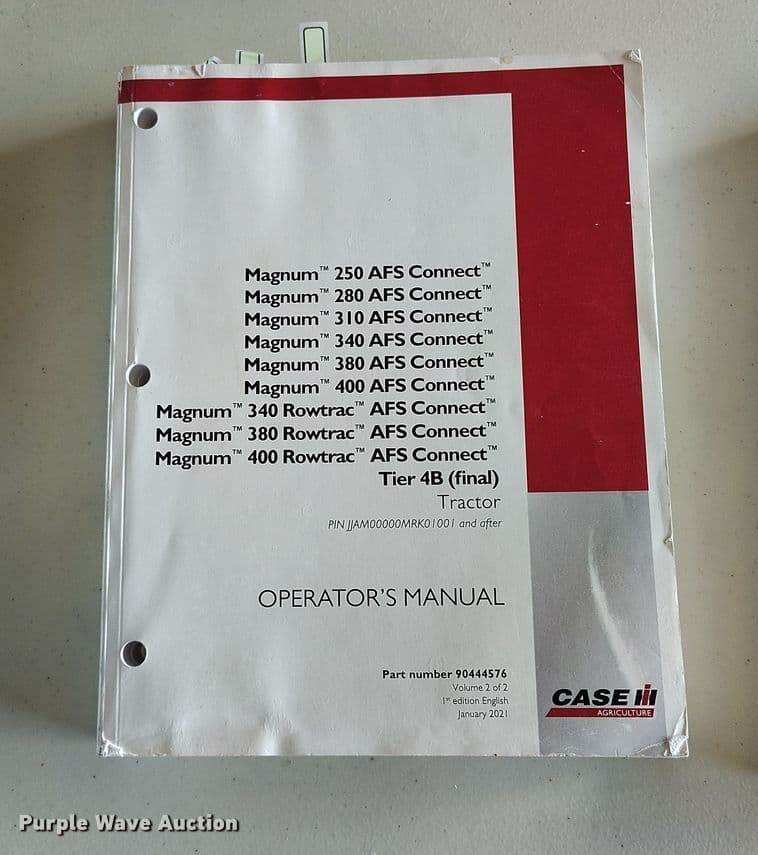 Magnum™ 250 AFS Connect™
Magnum™ 280 AFS Connect™
Magnum™ 310 AFS Connect™
Magnum™ 340 AFS Connect™
Magnum™ 380 AFS Connect™
Magnum™ 400 AFS Connect™
Magnum™ 340 Rowtrac™ AFS Connect™
Magnum™ 380 Rowtrac™ AFS Connect™
Magnum™ 400 Rowtrac™ AFS Connect™
Tier 4B (final)
Tractor
PIN JJAM00000MRK01001 and after
OPERATOR'S MANUAL
Part number 90444576
Volume 2 of 2
1st edition English
January 2021
CASE IH
AGRICULTURE
Purple Wave Auction